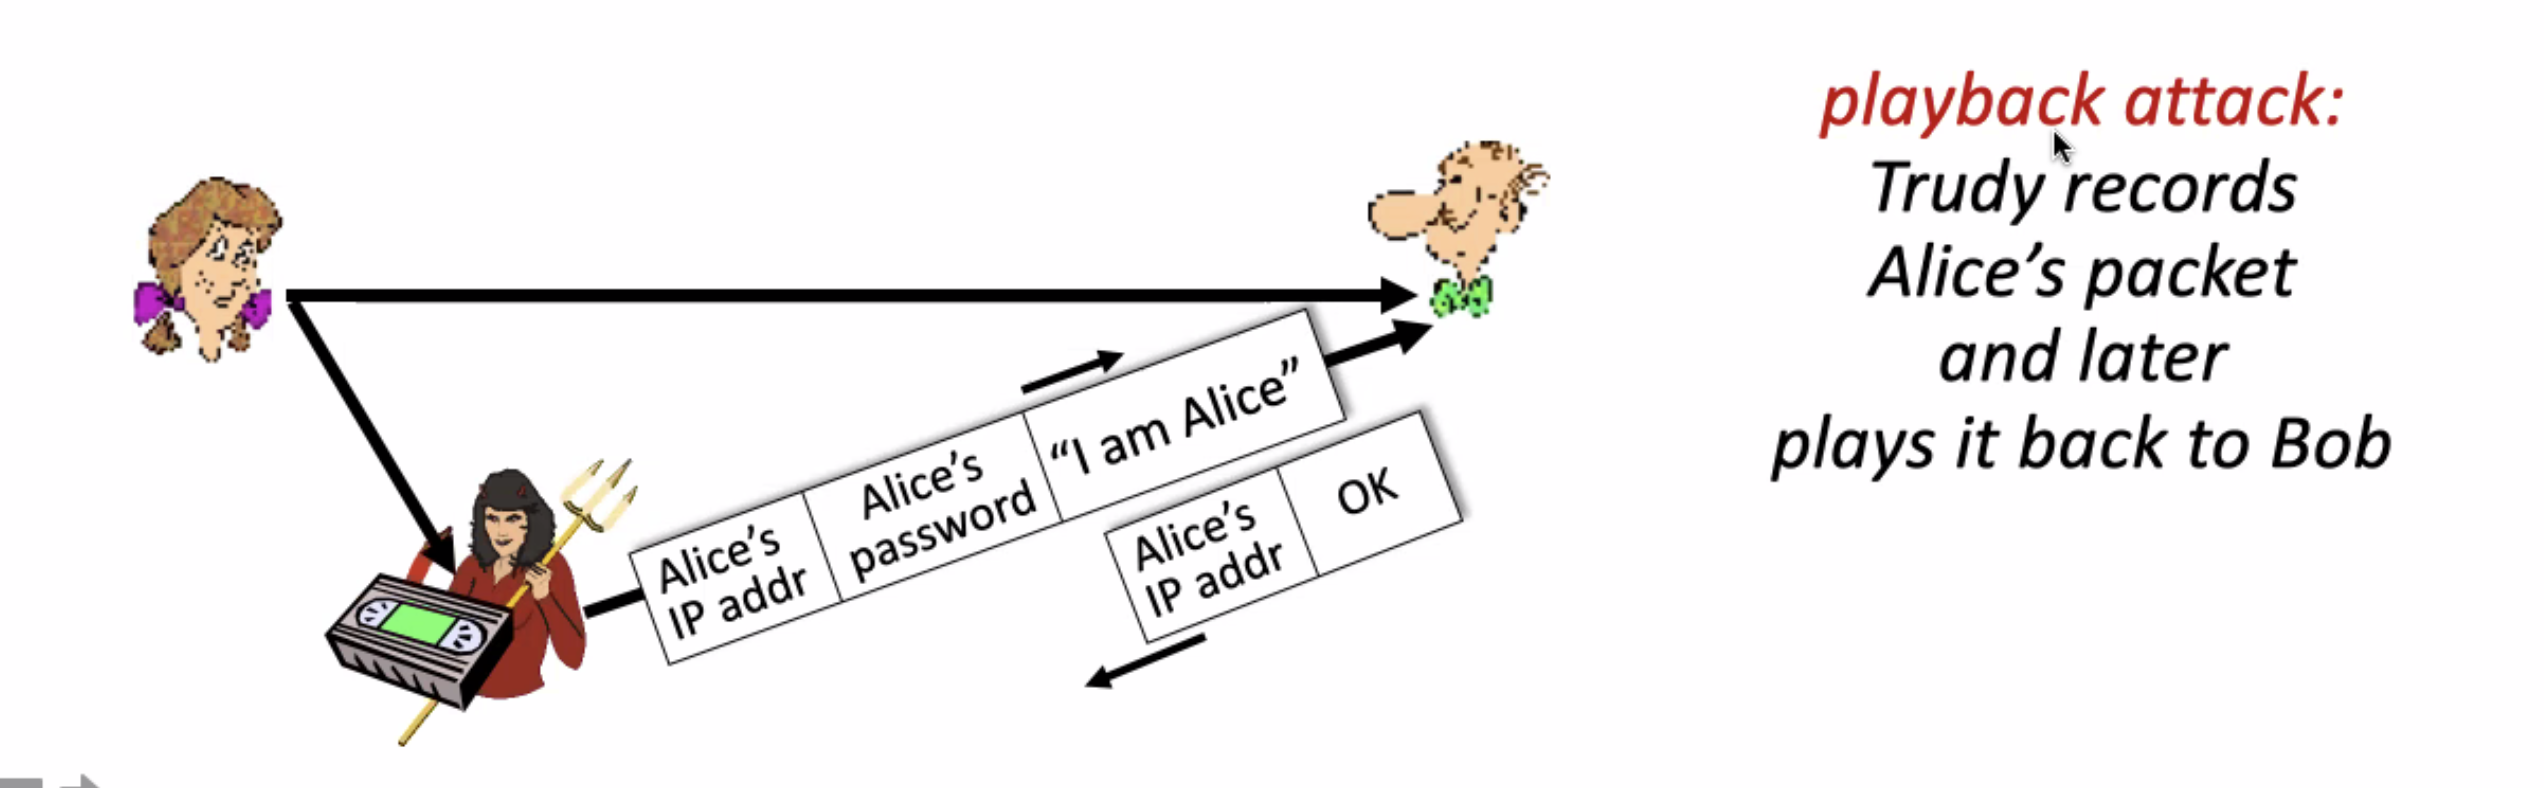 playback attack:
Trudy records
Alice’s packet
and later
plays it back to Bob
Alice’s
IP addr
Alice’s
password
“I am Alice”
Alice’s
IP addr
OK